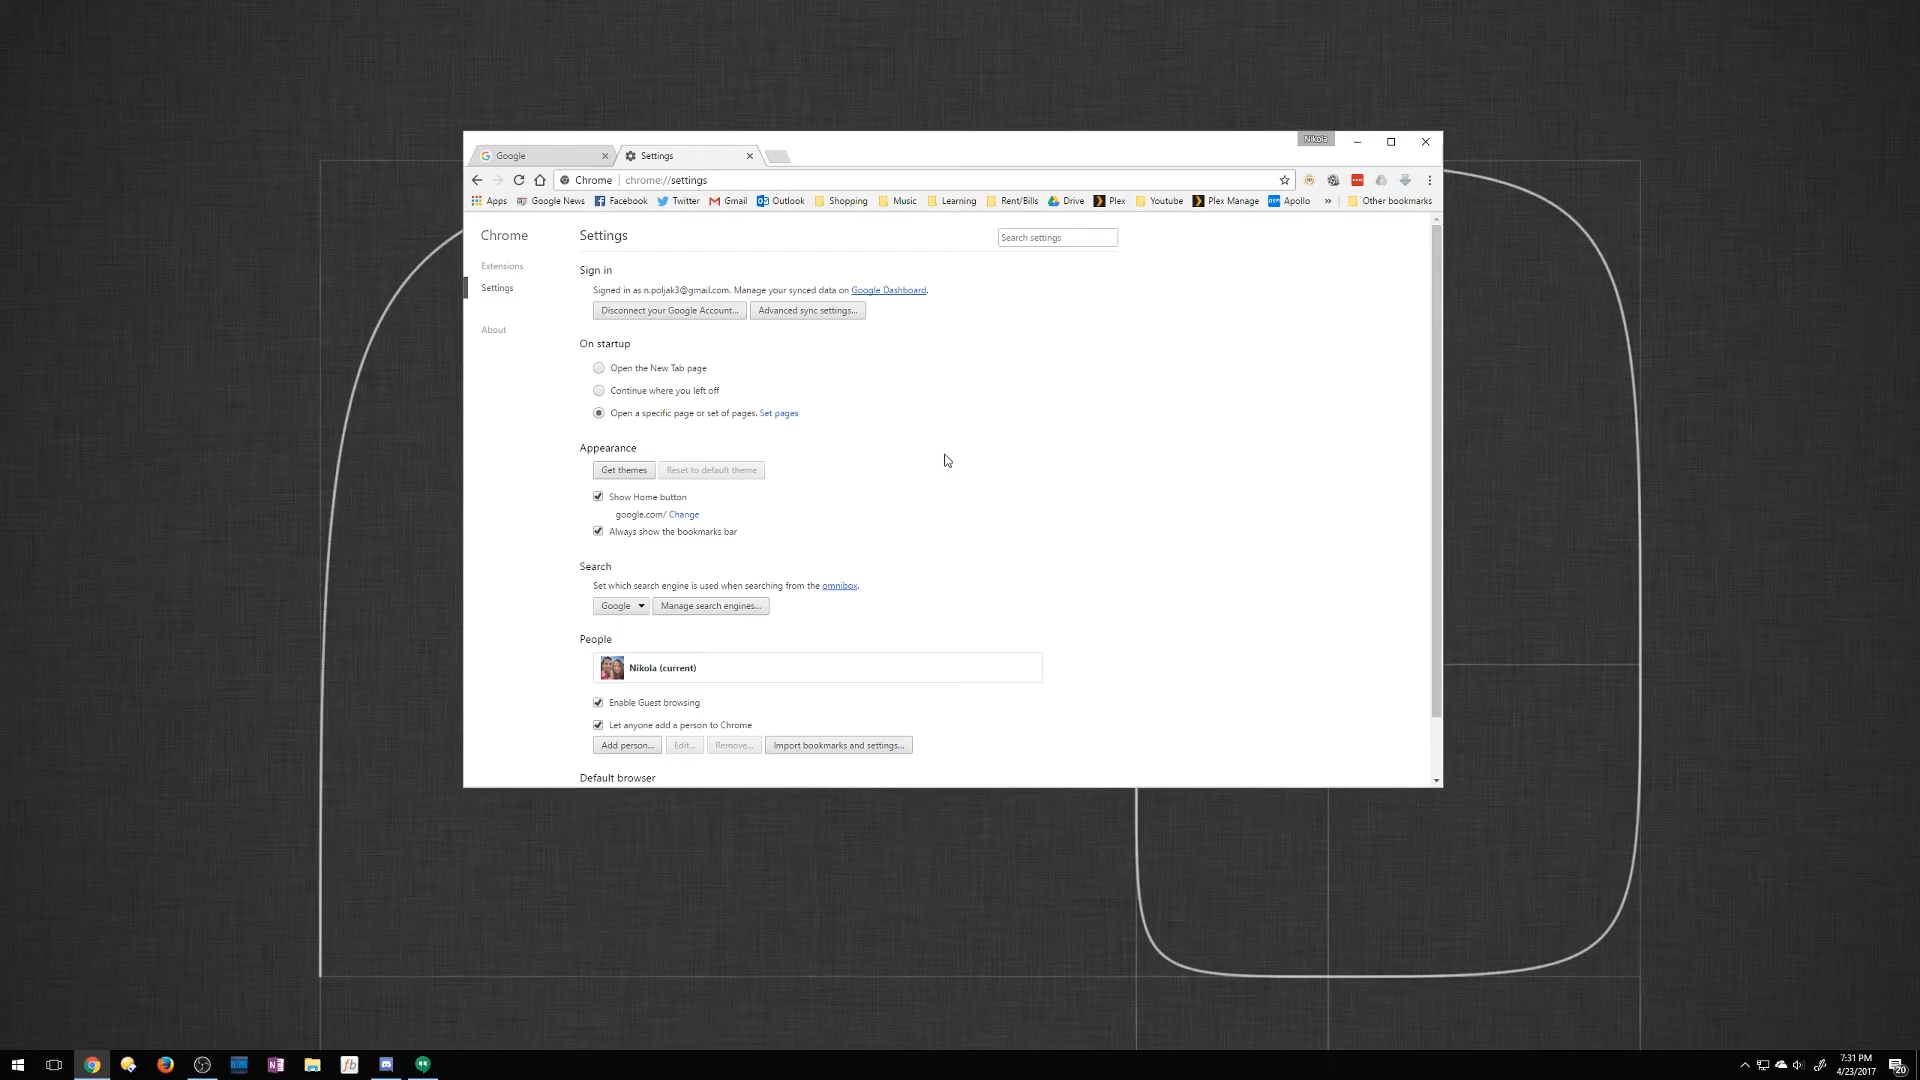 Nikola
Google
Settings
Chrome
chrome://settings
Apps
Google News
Facebook
Twitter
Gmail
Outlook
Shopping
Music
Learning
Rent/Bills
Drive
Plex
Youtube
Plex Manage
Apollo
»
Other bookmarks
Chrome
Extensions
Settings
About
Settings
Search settings
Sign in
Signed in as n.poljak3@gmail.com. Manage your synced data on Google Dashboard.
Disconnect your Google Account...
Advanced sync settings...
On startup
Open the New Tab page
Continue where you left off
Open a specific page or set of pages. Set pages
Appearance
Get themes
Reset to default theme
Show Home button
google.com/ Change
Always show the bookmarks bar
Search
Set which search engine is used when searching from the omnibox.
Google
Manage search engines...
People
Nikola (current)
Enable Guest browsing
Let anyone add a person to Chrome
Add person...
Edit...
Remove...
Import bookmarks and settings...
Default browser
7:31 PM
4/23/2017
20